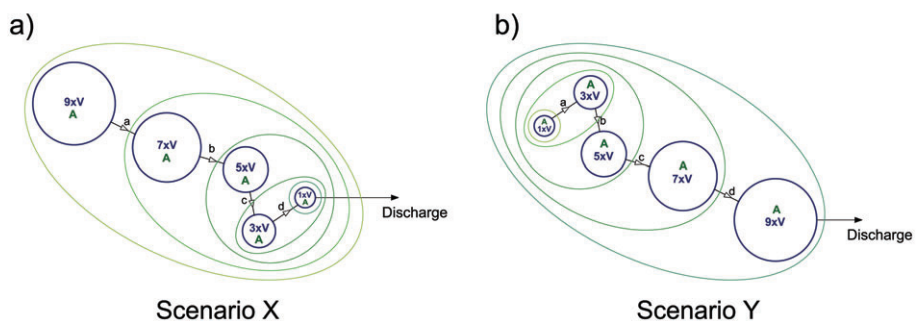 a)
9xV
A
a
7xV
A
b
5xV
A
c
3xV
A
d
1xV
A
Discharge
Scenario X
b)
A
1xV
a
A
3xV
b
A
5xV
c
A
7xV
d
A
9xV
Discharge
Scenario Y